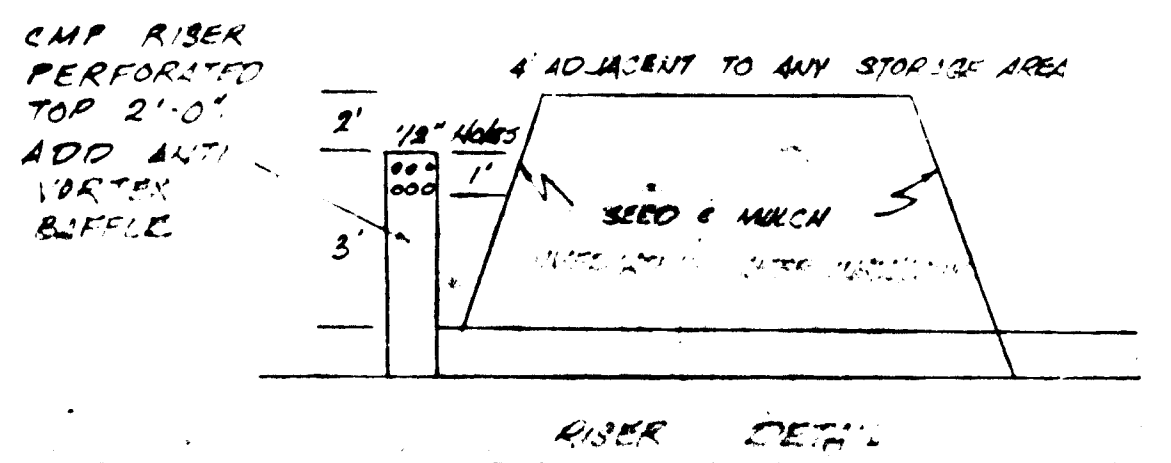 CMP RISER
PERFORATED
TOP 2'-0"
ADD ANTI
VORTEX
BAFFLE
4' ADJACENT TO ANY STORAGE AREA
2'
1/2" Holes
1'
3'
SEED & MULCH
RISER DETAIL